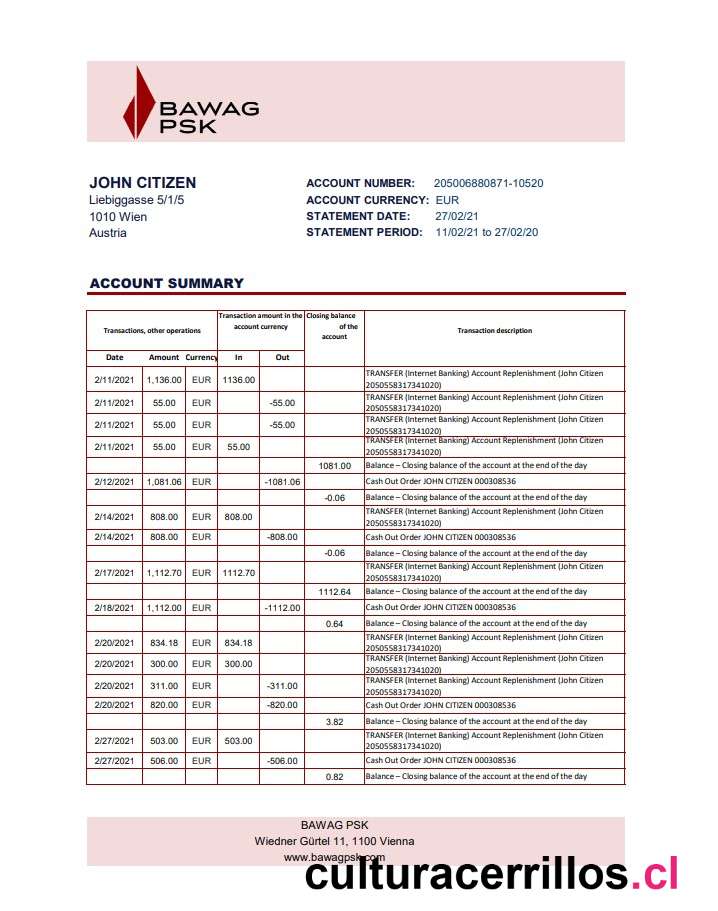 BAWAG
PSK
JOHN CITIZEN
Liebiggasse 5/1/5
1010 Wien
Austria
ACCOUNT NUMBER: 205006880871-10520
ACCOUNT CURRENCY: EUR
STATEMENT DATE: 27/02/21
STATEMENT PERIOD: 11/02/21 to 27/02/20
ACCOUNT SUMMARY
Transactions, other operations
Transaction amount in the
account currency
Closing balance
of the
account
Transaction description
Date Amount Currency In Out
2/11/2021 1,136.00 EUR 1136.00 TRANSFER (Internet Banking) Account Replenishment (John Citizen
2050558317341020)
2/11/2021 55.00 EUR -55.00 TRANSFER (Internet Banking) Account Replenishment (John Citizen
2050558317341020)
2/11/2021 55.00 EUR -55.00 TRANSFER (Internet Banking) Account Replenishment (John Citizen
2050558317341020)
2/11/2021 55.00 EUR 55.00 TRANSFER (Internet Banking) Account Replenishment (John Citizen
2050558317341020)
1081.00 Balance – Closing balance of the account at the end of the day
2/12/2021 1,081.06 EUR -1081.06 Cash Out Order JOHN CITIZEN 000308536
-0.06 Balance – Closing balance of the account at the end of the day
2/14/2021 808.00 EUR 808.00 TRANSFER (Internet Banking) Account Replenishment (John Citizen
2050558317341020)
2/14/2021 808.00 EUR -808.00 Cash Out Order JOHN CITIZEN 000308536
-0.06 Balance – Closing balance of the account at the end of the day
2/17/2021 1,112.70 EUR 1112.70 TRANSFER (Internet Banking) Account Replenishment (John Citizen
2050558317341020)
1112.64 Balance – Closing balance of the account at the end of the day
2/18/2021 1,112.00 EUR -1112.00 Cash Out Order JOHN CITIZEN 000308536
0.64 Balance – Closing balance of the account at the end of the day
2/20/2021 834.18 EUR 834.18 TRANSFER (Internet Banking) Account Replenishment (John Citizen
2050558317341020)
2/20/2021 300.00 EUR 300.00 TRANSFER (Internet Banking) Account Replenishment (John Citizen
2050558317341020)
2/20/2021 311.00 EUR -311.00 TRANSFER (Internet Banking) Account Replenishment (John Citizen
2050558317341020)
2/20/2021 820.00 EUR -820.00 Cash Out Order JOHN CITIZEN 000308536
3.82 Balance – Closing balance of the account at the end of the day
2/27/2021 503.00 EUR 503.00 TRANSFER (Internet Banking) Account Replenishment (John Citizen
2050558317341020)
2/27/2021 506.00 EUR -506.00 Cash Out Order JOHN CITIZEN 000308536
0.82 Balance – Closing balance of the account at the end of the day
BAWAG PSK
Wiedner Gürtel 11, 1100 Vienna
www.bawagpsk.com
culturacerrillos.cl